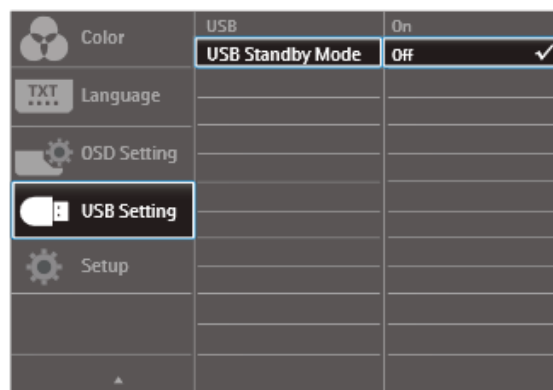 Color
TXT
Language
OSD Setting
USB Setting
Setup
USB
On
USB Standby Mode
Off